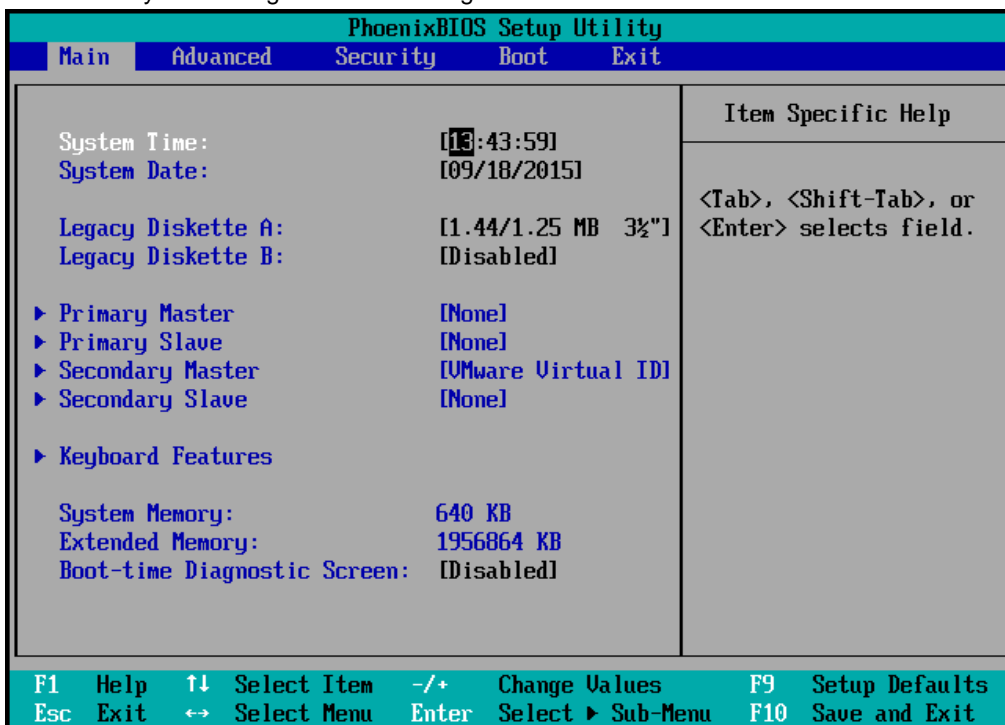 PhoenixBIOS Setup Utility
Main Advanced Security Boot Exit
Item Specific Help
System Time: [13:43:59]
System Date: [09/18/2015]
<Tab>, <Shift-Tab>, or
<Enter> selects field.
Legacy Diskette A: [1.44/1.25 MB 3½"]
Legacy Diskette B: [Disabled]
▶ Primary Master [None]
▶ Primary Slave [None]
▶ Secondary Master [VMware Virtual ID]
▶ Secondary Slave [None]
▶ Keyboard Features
System Memory: 640 KB
Extended Memory: 1956864 KB
Boot-time Diagnostic Screen: [Disabled]
F1 Help ↑↓ Select Item -/+ Change Values F9 Setup Defaults
Esc Exit ↔ Select Menu Enter Select ▶ Sub-Menu F10 Save and Exit